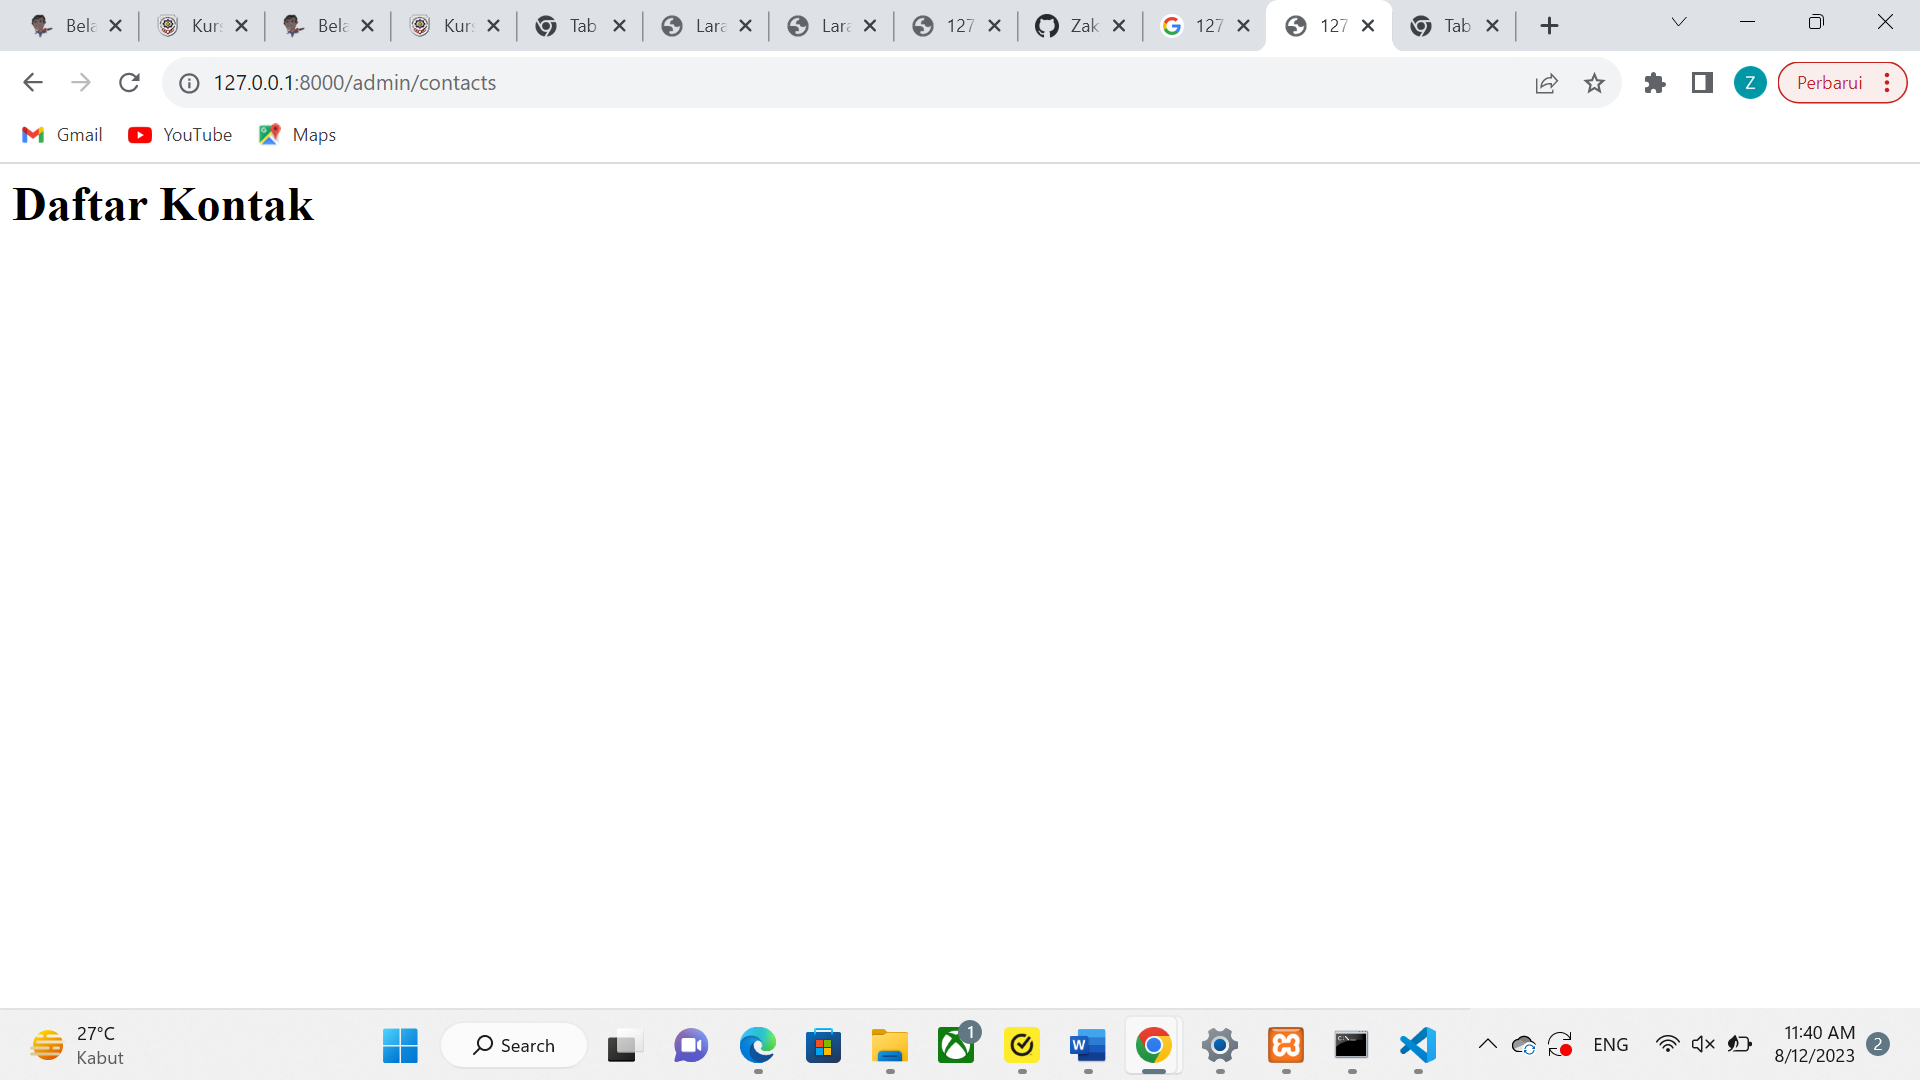 Bela
Kurs
Bela
Kurs
Tab
Lara
Lara
127
Zak
127
127
Tab
127.0.0.1:8000/admin/contacts
Z
Perbarui
Gmail
YouTube
Maps
Daftar Kontak
27°C
Kabut
Search
1
W
ENG
11:40 AM
8/12/2023
2